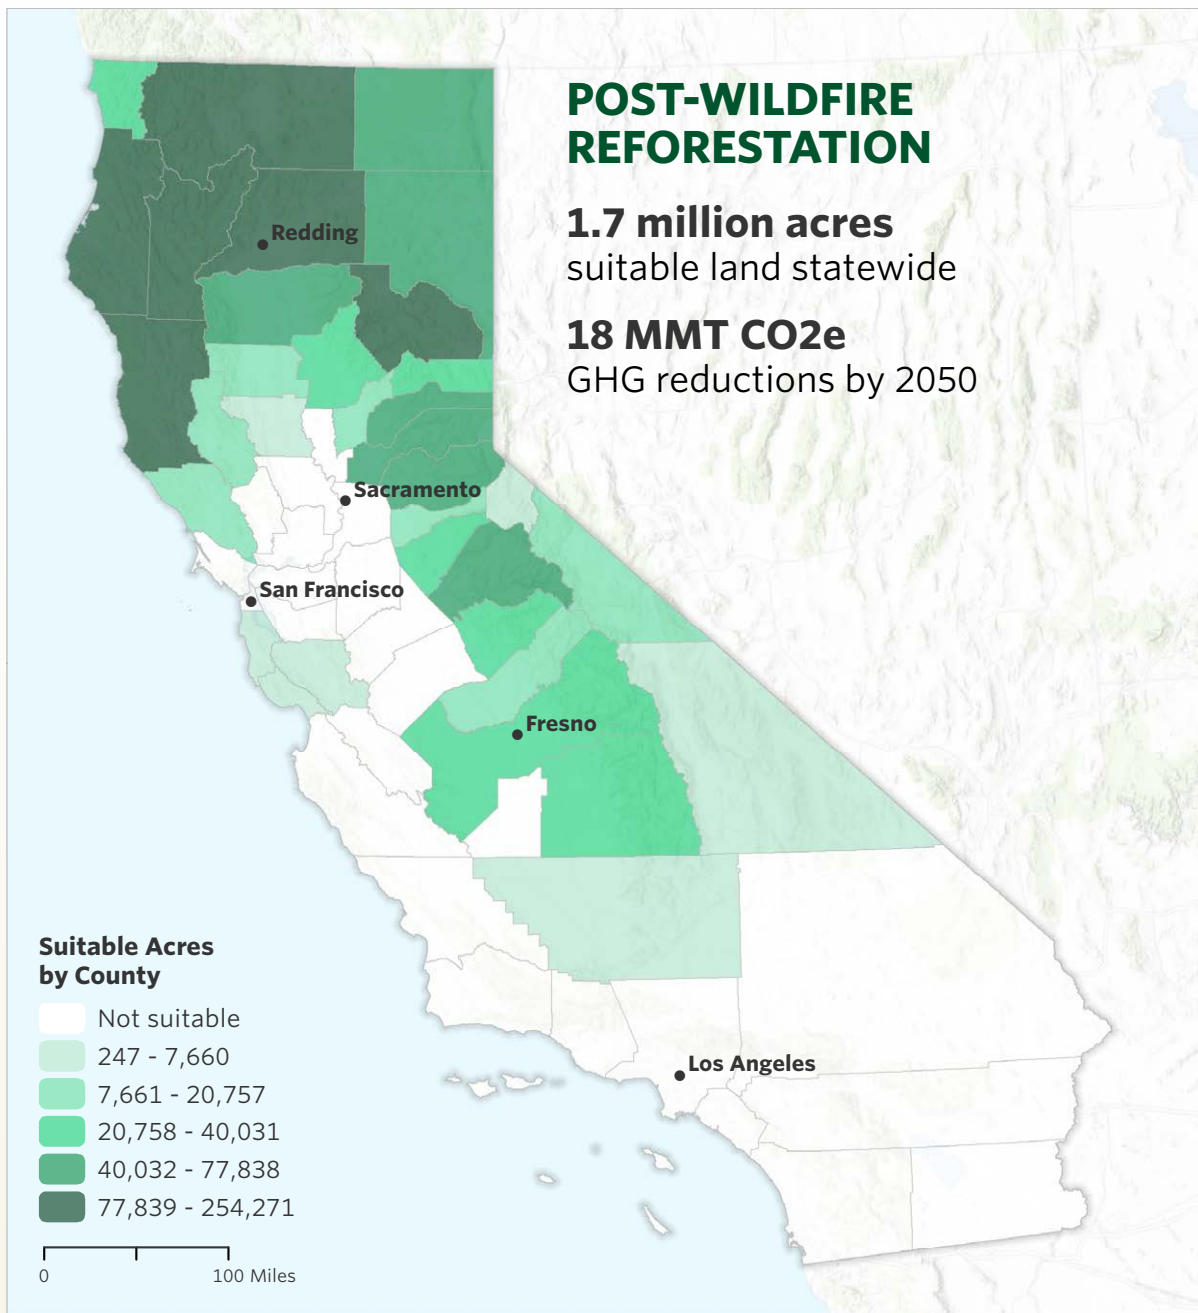 POST-WILDFIRE
REFORESTATION
1.7 million acres
suitable land statewide
18 MMT CO2e
GHG reductions by 2050
Redding
Sacramento
San Francisco
Fresno
Los Angeles
Suitable Acres
by County
Not suitable
247 - 7,660
7,661 - 20,757
20,758 - 40,031
40,032 - 77,838
77,839 - 254,271
0 100 Miles